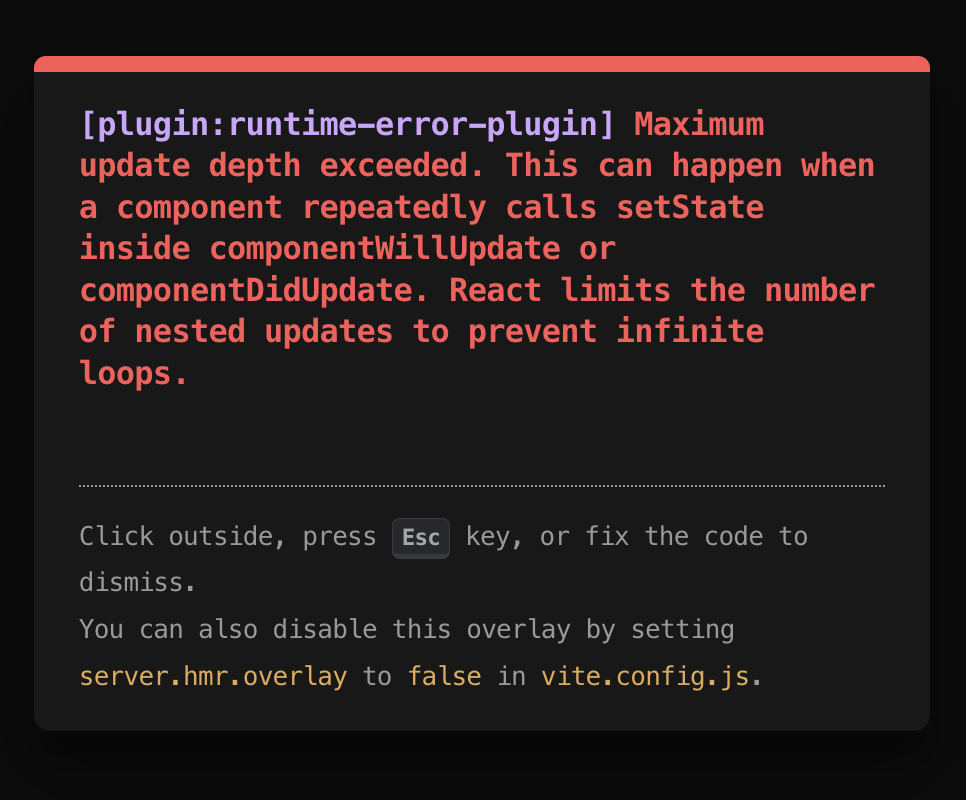 [plugin:runtime-error-plugin] Maximum
update depth exceeded. This can happen when
a component repeatedly calls setState
inside componentWillUpdate or
componentDidUpdate. React limits the number
of nested updates to prevent infinite
loops.
Click outside, press Esc key, or fix the code to
dismiss.
You can also disable this overlay by setting
server.hmr.overlay to false in vite.config.js.